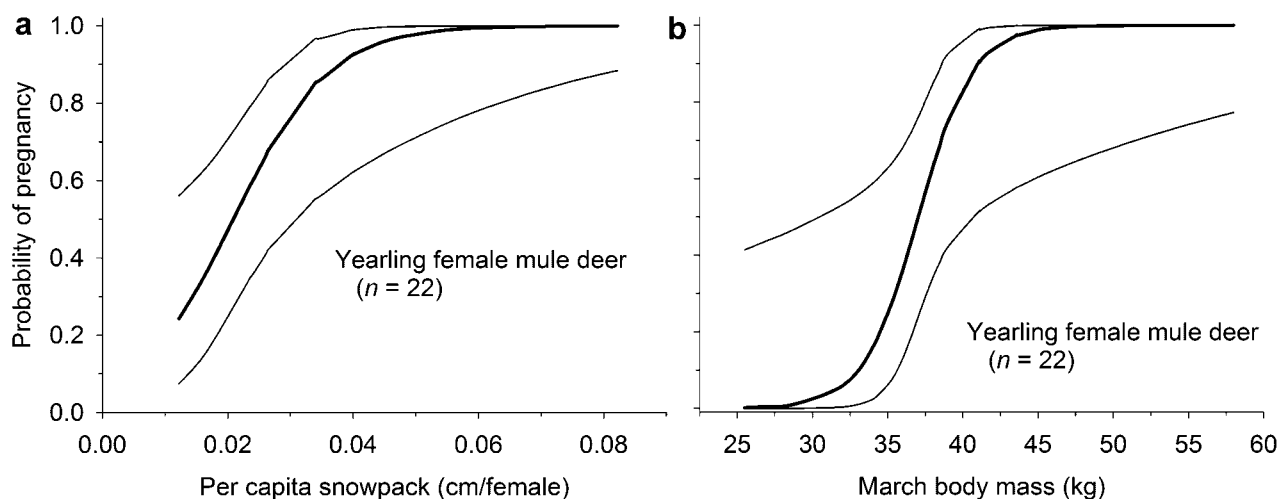 a
1.0
0.8
0.6
0.4
0.2
0.0
Probability of pregnancy
Yearling female mule deer
(n = 22)
0.00 0.02 0.04 0.06 0.08
Per capita snowpack (cm/female)
b
Yearling female mule deer
(n = 22)
25 30 35 40 45 50 55 60
March body mass (kg)